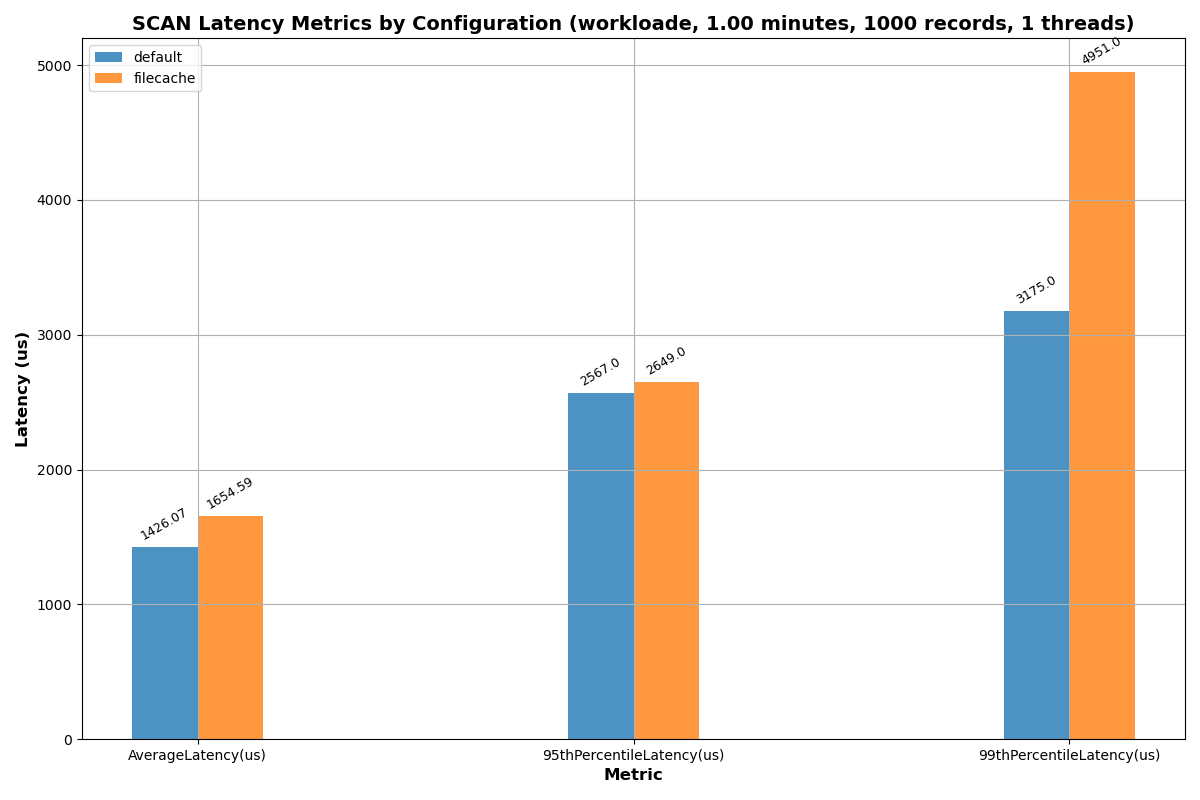 SCAN Latency Metrics by Configuration (workloade, 1.00 minutes, 1000 records, 1 threads)
default
filecache
Latency (us)
5000
4000
3000
2000
1000
0
1426.07
1654.59
2567.0
2649.0
3175.0
4951.0
AverageLatency(us)
95thPercentileLatency(us)
99thPercentileLatency(us)
Metric